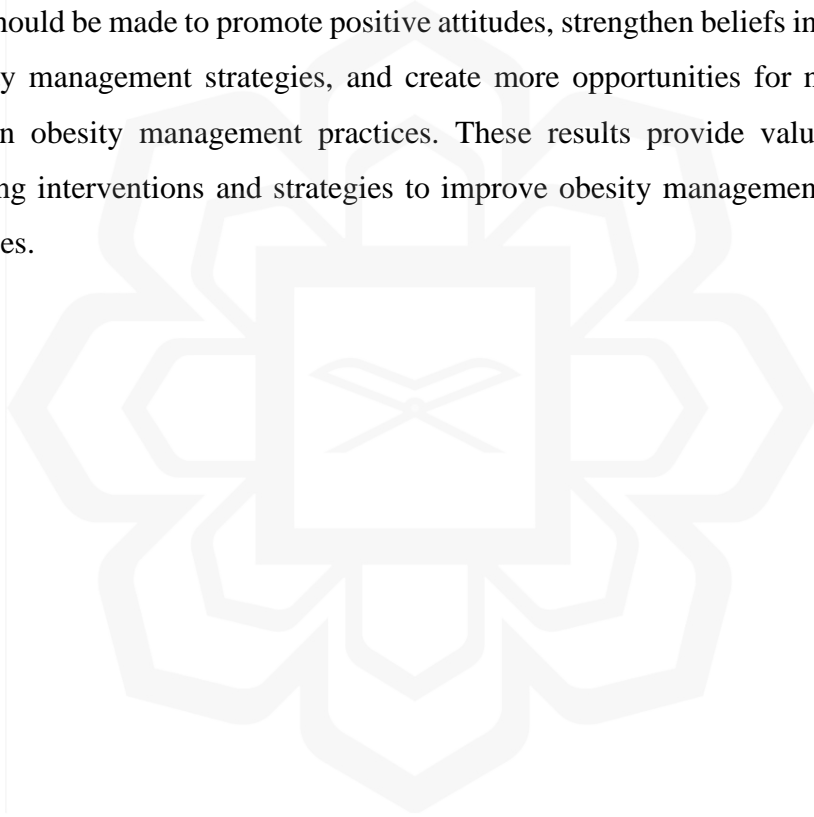 hould be made to promote positive attitudes, strengthen beliefs in
y management strategies, and create more opportunities for
n obesity management practices. These results provide valu
ng interventions and strategies to improve obesity managemen
es.